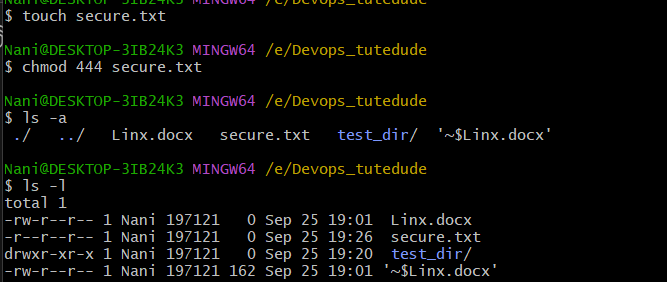 $ touch secure.txt
Nani@DESKTOP-3IB24K3 MINGW64 /e/Devops_tutedude
$ chmod 444 secure.txt
Nani@DESKTOP-3IB24K3 MINGW64 /e/Devops_tutedude
$ ls -a
./ ../ Linx.docx secure.txt test_dir/ '~$Linx.docx'
Nani@DESKTOP-3IB24K3 MINGW64 /e/Devops_tutedude
$ ls -l
total 1
-rw-r--r-- 1 Nani 197121 0 Sep 25 19:01 Linx.docx
-r--r--r-- 1 Nani 197121 0 Sep 25 19:26 secure.txt
drwxr-xr-x 1 Nani 197121 0 Sep 25 19:20 test_dir/
-rw-r--r-- 1 Nani 197121 162 Sep 25 19:01 '~$Linx.docx'